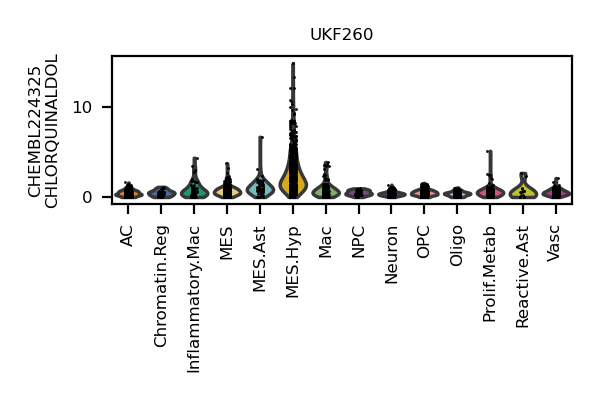 UKF260
CHEMBL224325
CHLORQUINALDOL
10
0
AC
Chromatin.Reg
Inflammatory.Mac
MES
MES.Ast
MES.Hyp
Mac
NPC
Neuron
OPC
Oligo
Prolif.Metab
Reactive.Ast
Vasc